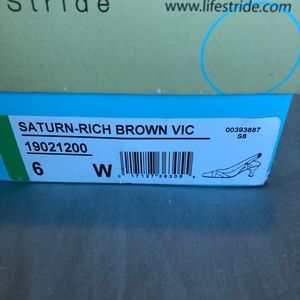 Stride
www.lifestride.com
SATURN-RICH BROWN VIC
00393887
S8
19021200
6 W